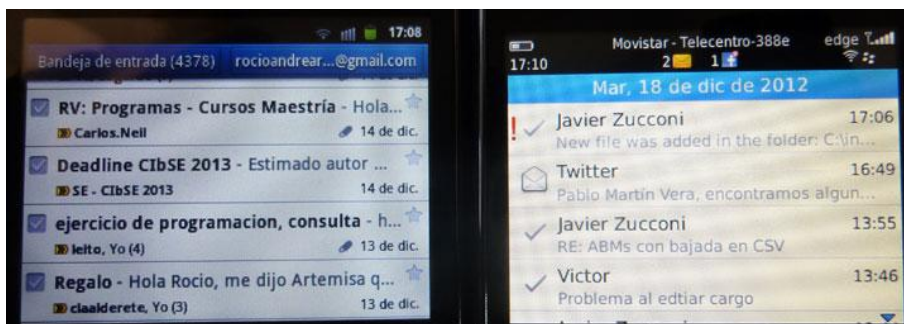 17:08
Bandeja de entrada (4378) rocioandrear...@gmail.com
14 de dic.
RV: Programas - Cursos Maestría - Hola...
Carlos.Neil 14 de dic.
Deadline CIbSE 2013 - Estimado autor ...
SE - CIbSE 2013 14 de dic.
ejercicio de programacion, consulta - h...
leito, Yo (4) 13 de dic.
Regalo - Hola Rocio, me dijo Artemisa q...
claalderete, Yo (3) 13 de dic.
Movistar - Telecentro-388e edge
17:10 2 1
Mar, 18 de dic de 2012
Javier Zucconi 17:06
New file was added in the folder: C:\in...
Twitter 16:49
Pablo Martín Vera, encontramos algun...
Javier Zucconi 13:55
RE: ABMs con bajada en CSV
Victor 13:46
Problema al edtiar cargo